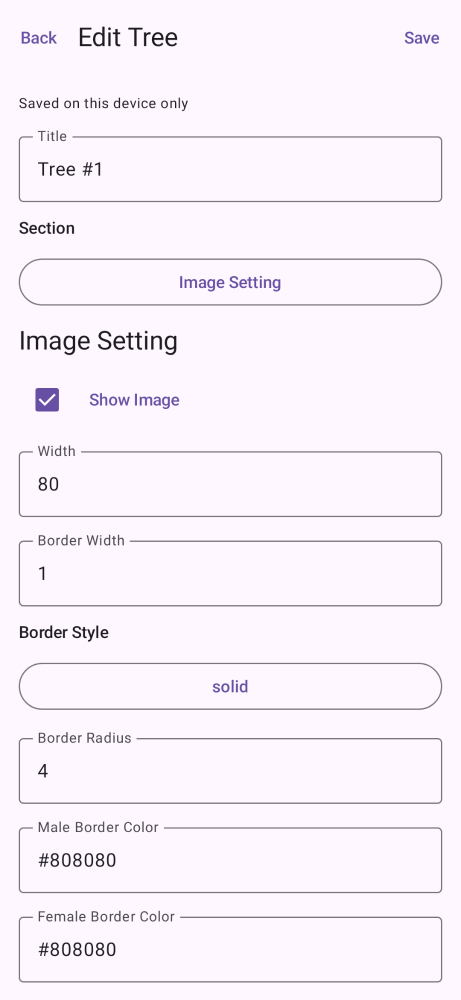 Back Edit Tree Save
Saved on this device only
Title
Tree #1
Section
Image Setting
Image Setting
Show Image
Width
80
Border Width
1
Border Style
solid
Border Radius
4
Male Border Color
#808080
Female Border Color
#808080